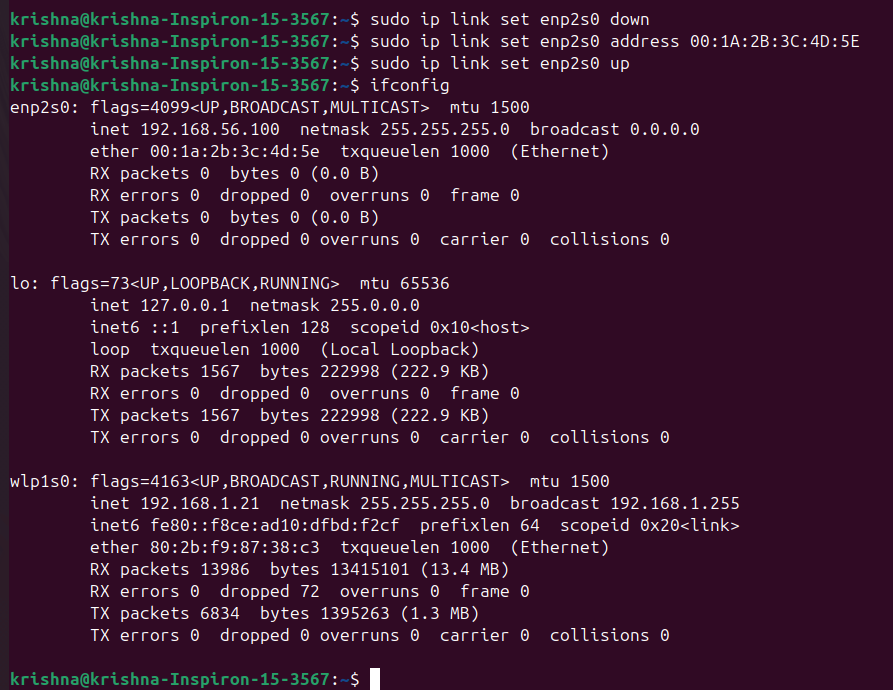 krishna@krishna-Inspiron-15-3567:~$ sudo ip link set enp2s0 down
krishna@krishna-Inspiron-15-3567:~$ sudo ip link set enp2s0 address 00:1A:2B:3C:4D:5E
krishna@krishna-Inspiron-15-3567:~$ sudo ip link set enp2s0 up
krishna@krishna-Inspiron-15-3567:~$ ifconfig
enp2s0: flags=4099<UP,BROADCAST,MULTICAST>  mtu 1500
        inet 192.168.56.100  netmask 255.255.255.0  broadcast 0.0.0.0
        ether 00:1a:2b:3c:4d:5e  txqueuelen 1000  (Ethernet)
        RX packets 0  bytes 0 (0.0 B)
        RX errors 0  dropped 0  overruns 0  frame 0
        TX packets 0  bytes 0 (0.0 B)
        TX errors 0  dropped 0 overruns 0  carrier 0  collisions 0

lo: flags=73<UP,LOOPBACK,RUNNING>  mtu 65536
        inet 127.0.0.1  netmask 255.0.0.0
        inet6 ::1  prefixlen 128  scopeid 0x10<host>
        loop  txqueuelen 1000  (Local Loopback)
        RX packets 1567  bytes 222998 (222.9 KB)
        RX errors 0  dropped 0  overruns 0  frame 0
        TX packets 1567  bytes 222998 (222.9 KB)
        TX errors 0  dropped 0 overruns 0  carrier 0  collisions 0

wlp1s0: flags=4163<UP,BROADCAST,RUNNING,MULTICAST>  mtu 1500
        inet 192.168.1.21  netmask 255.255.255.0  broadcast 192.168.1.255
        inet6 fe80::f8ce:ad10:dfbd:f2cf  prefixlen 64  scopeid 0x20<link>
        ether 80:2b:f9:87:38:c3  txqueuelen 1000  (Ethernet)
        RX packets 13986  bytes 13415101 (13.4 MB)
        RX errors 0  dropped 72  overruns 0  frame 0
        TX packets 6834  bytes 1395263 (1.3 MB)
        TX errors 0  dropped 0 overruns 0  carrier 0  collisions 0

krishna@krishna-Inspiron-15-3567:~$